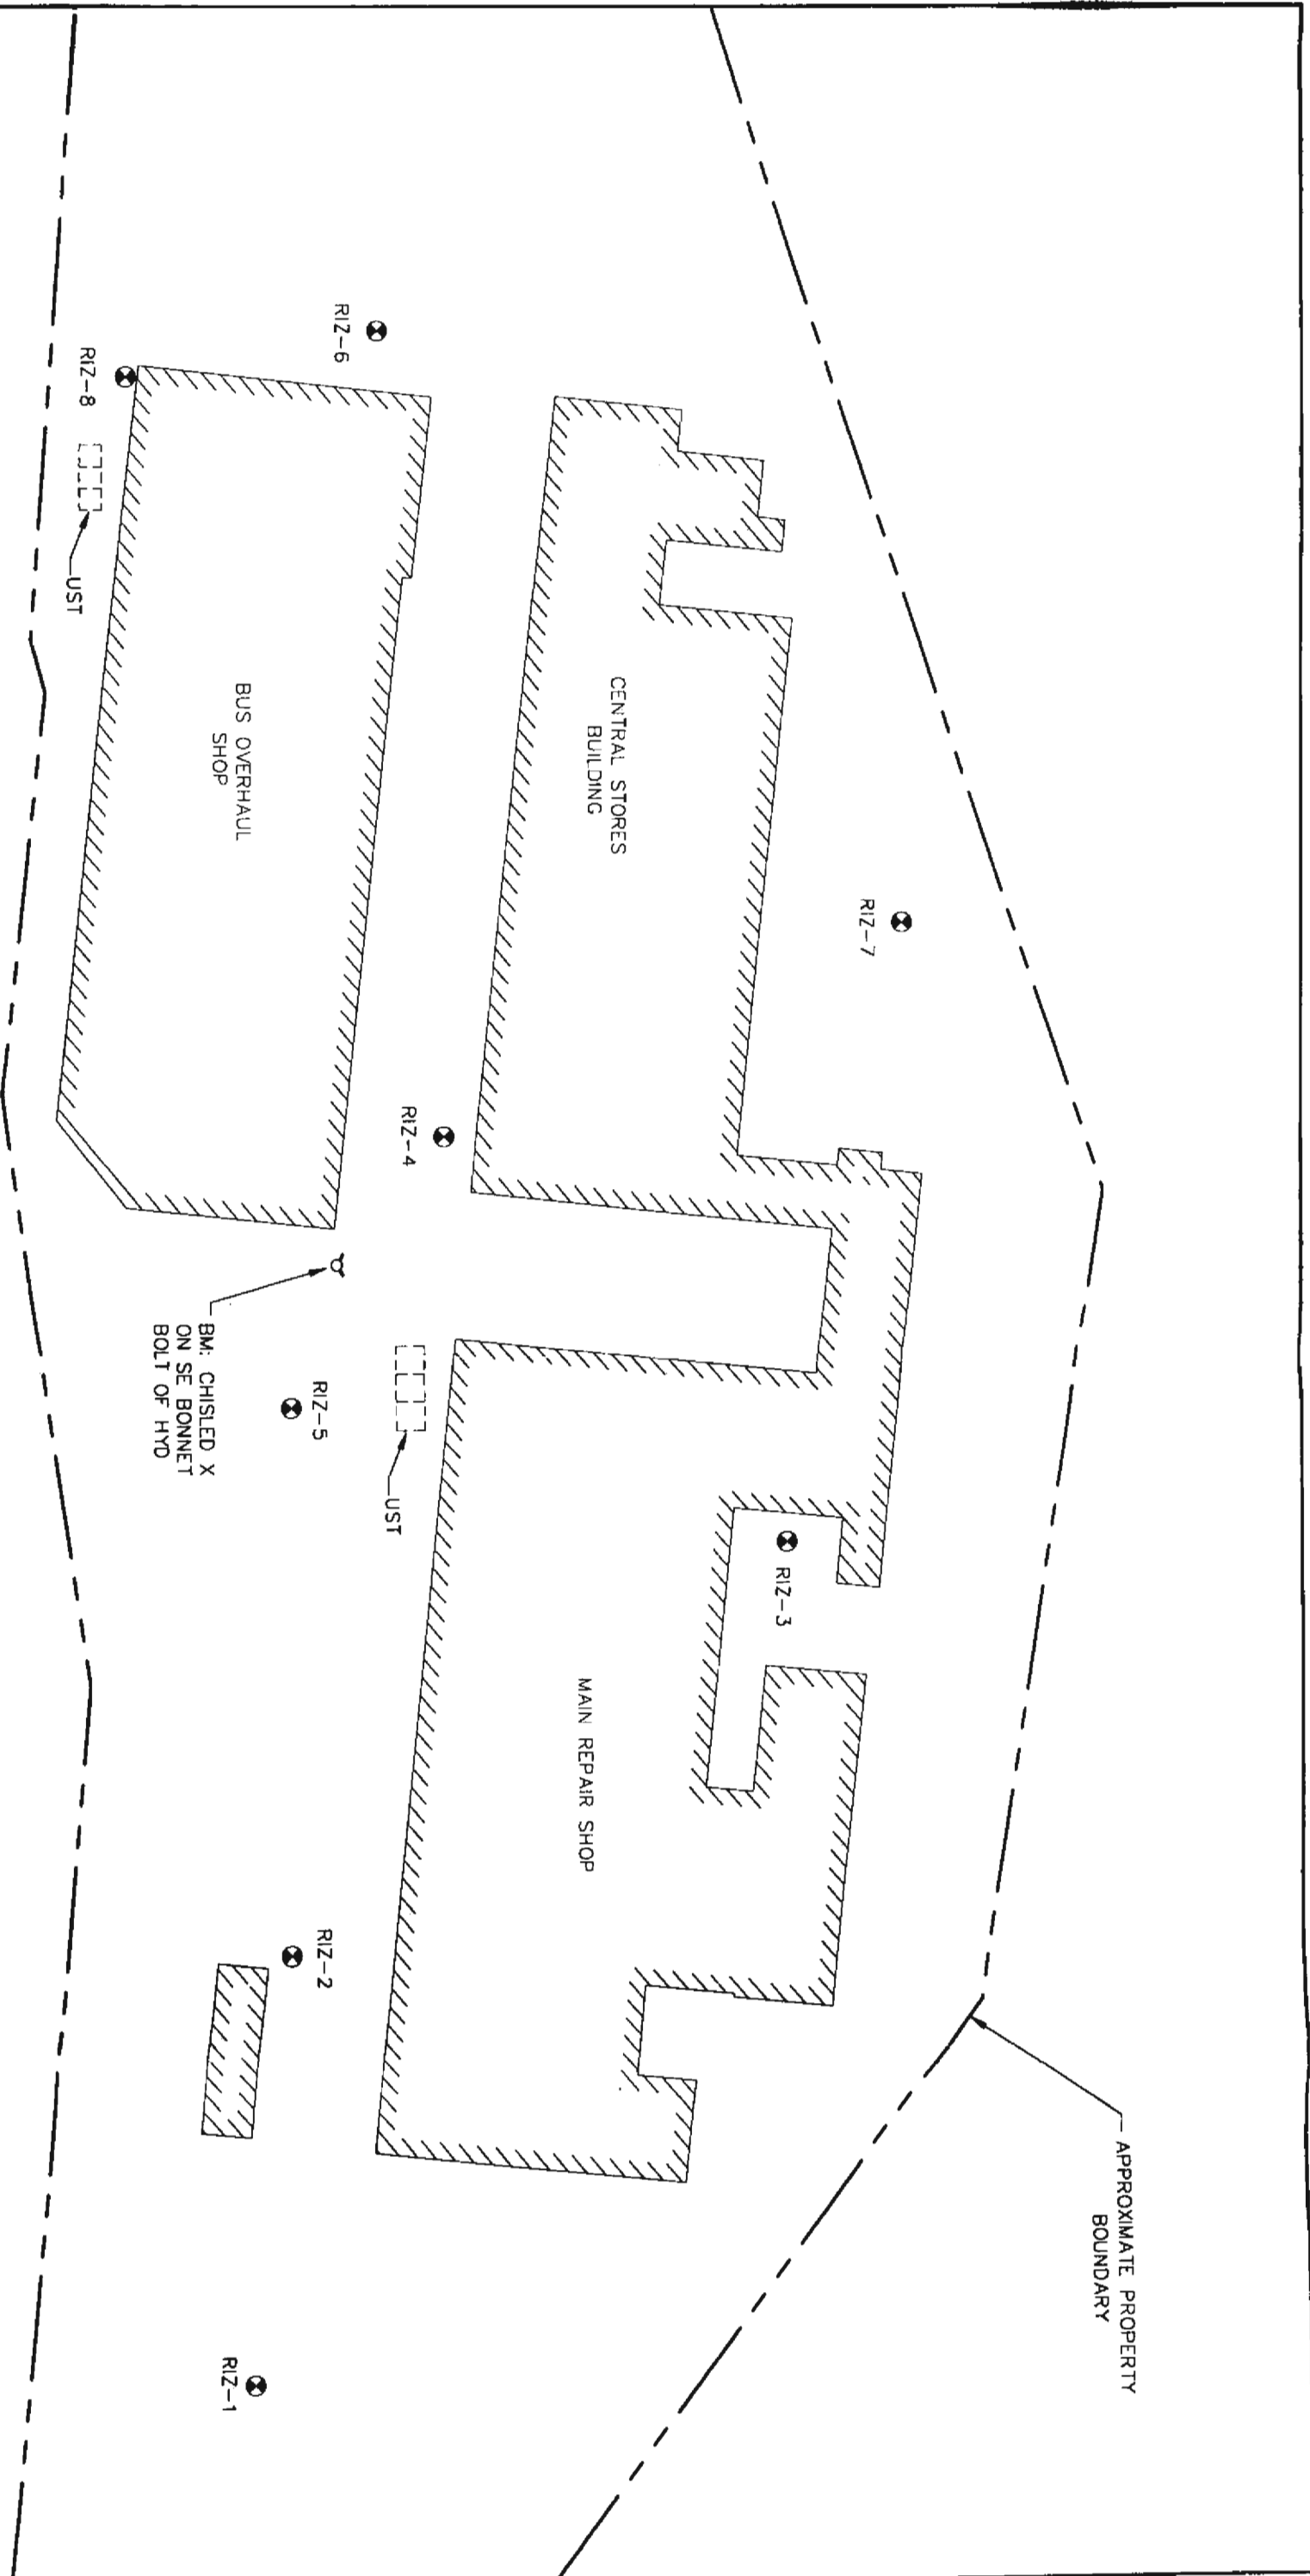 APPROXIMATE PROPERTY
BOUNDARY
RIZ-7
RIZ-3
CENTRAL STORES
BUILDING
MAIN REPAIR SHOP
RIZ-6
RIZ-4
UST
RIZ-5
RIZ-2
BUS OVERHAUL
SHOP
BM: CHISLED X
ON SE BONNET
BOLT OF HYD
RIZ-1
RIZ-8
UST